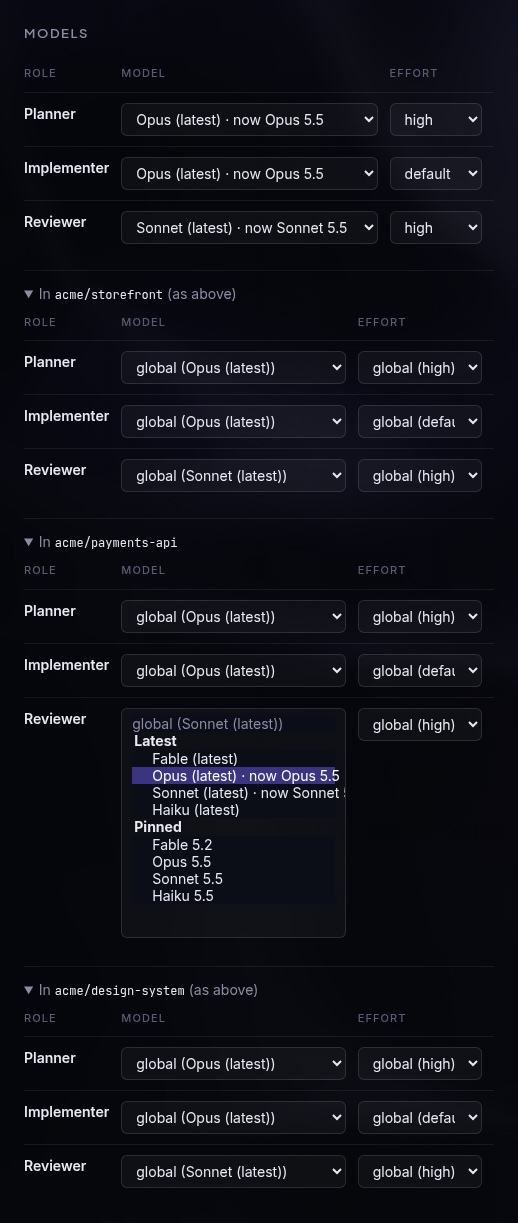 MODELS
ROLE MODEL EFFORT
Planner Opus (latest) · now Opus 5.5 high
Implementer Opus (latest) · now Opus 5.5 default
Reviewer Sonnet (latest) · now Sonnet 5.5 high
▼ In acme/storefront (as above)
ROLE MODEL EFFORT
Planner global (Opus (latest)) global (high)
Implementer global (Opus (latest)) global (defau
Reviewer global (Sonnet (latest)) global (high)
▼ In acme/payments-api
ROLE MODEL EFFORT
Planner global (Opus (latest)) global (high)
Implementer global (Opus (latest)) global (defau
Reviewer global (Sonnet (latest)) global (high)
Latest
Fable (latest)
Opus (latest) · now Opus 5.5
Sonnet (latest) · now Sonnet
Haiku (latest)
Pinned
Fable 5.2
Opus 5.5
Sonnet 5.5
Haiku 5.5
▼ In acme/design-system (as above)
ROLE MODEL EFFORT
Planner global (Opus (latest)) global (high)
Implementer global (Opus (latest)) global (defau
Reviewer global (Sonnet (latest)) global (high)